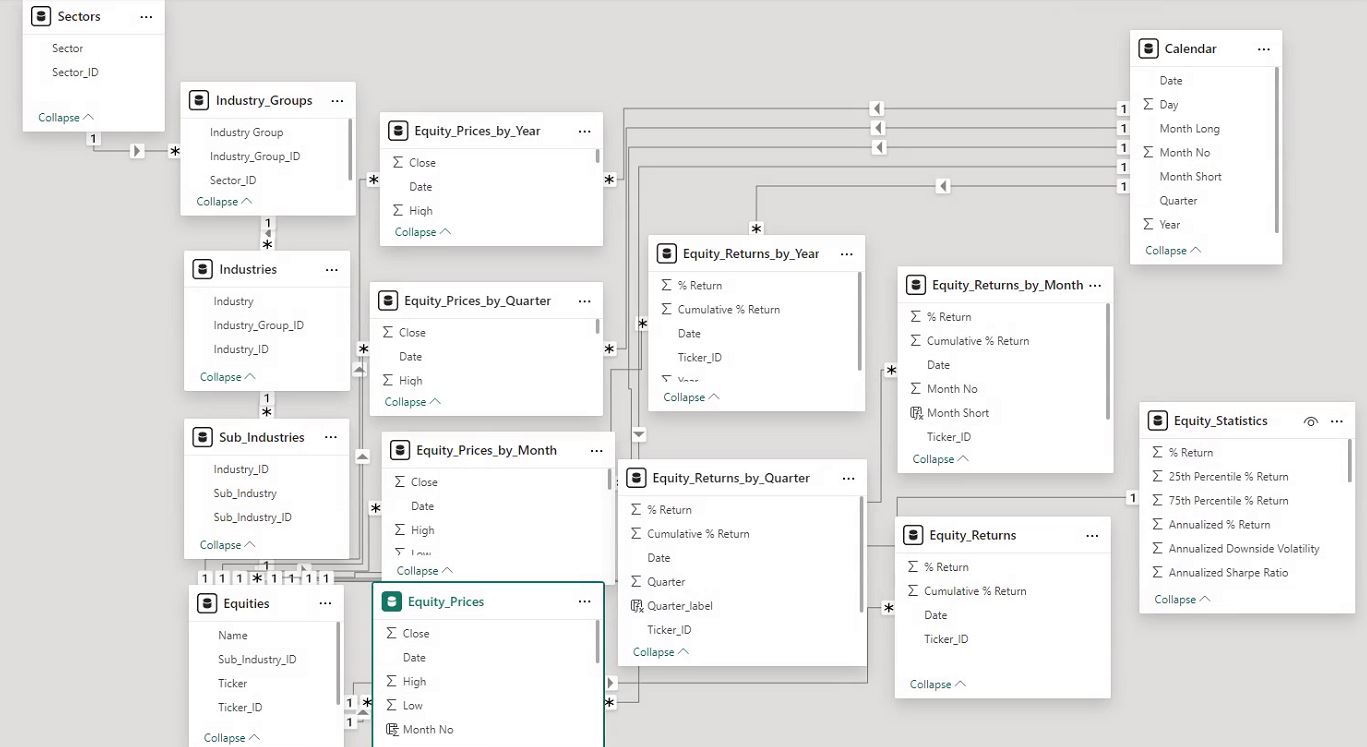 Sectors
Sector
Sector_ID
Collapse
1
*
Industry_Groups
Industry Group
Industry_Group_ID
Sector_ID
Collapse
1
*
Industries
Industry
Industry_Group_ID
Industry_ID
Collapse
1
*
Sub_Industries
Industry_ID
Sub_Industry
Sub_Industry_ID
Collapse
1
1 1 1 * 1 1 1 1
Equities
Name
Sub_Industry_ID
Ticker
Ticker_ID
Collapse
1 *
1
Equity_Prices_by_Year
Σ Close
Date
Σ High
Collapse
* *
Equity_Prices_by_Quarter
Σ Close
Date
Σ High
Collapse
* *
Equity_Prices_by_Month
Σ Close
Date
Σ High
Σ Low
Collapse
*
Equity_Prices
Σ Close
Date
Σ High
Σ Low
Month No
*
Equity_Returns_by_Year
Σ % Return
Σ Cumulative % Return
Date
Ticker_ID
Σ Year
Collapse
*
*
Equity_Returns_by_Quarter
Σ % Return
Σ Cumulative % Return
Date
Σ Quarter
Quarter_label
Ticker_ID
Collapse
Equity_Returns_by_Month
Σ % Return
Σ Cumulative % Return
Date
Σ Month No
Month Short
Ticker_ID
Collapse
*
Equity_Returns
Σ % Return
Σ Cumulative % Return
Date
Ticker_ID
Collapse
*
Calendar
Date
Σ Day
Month Long
Σ Month No
Month Short
Quarter
Σ Year
Collapse
1
1
1
1
1
Equity_Statistics
Σ % Return
Σ 25th Percentile % Return
Σ 75th Percentile % Return
Σ Annualized % Return
Σ Annualized Downside Volatility
Σ Annualized Sharpe Ratio
Collapse
1